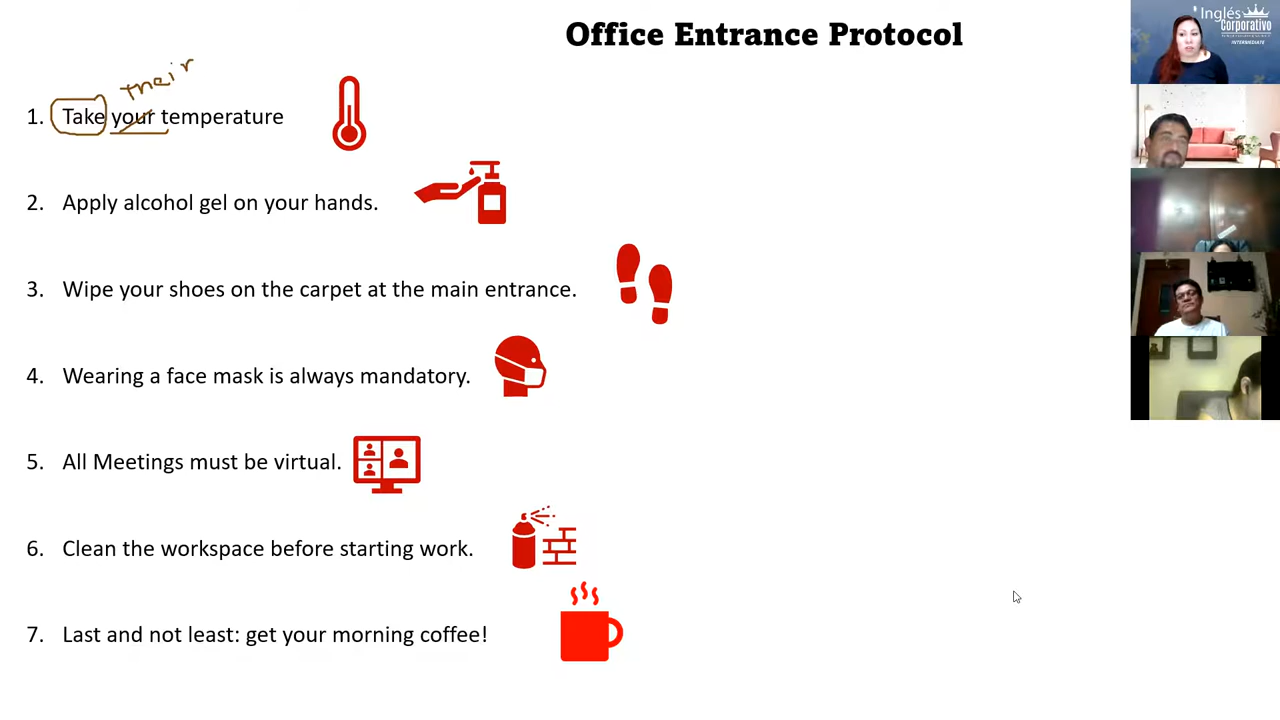 Office Entrance Protocol
Inglés
Corporativo
INTERMEDIATE
their
1. Take your temperature
2. Apply alcohol gel on your hands.
3. Wipe your shoes on the carpet at the main entrance.
4. Wearing a face mask is always mandatory.
5. All Meetings must be virtual.
6. Clean the workspace before starting work.
7. Last and not least: get your morning coffee!